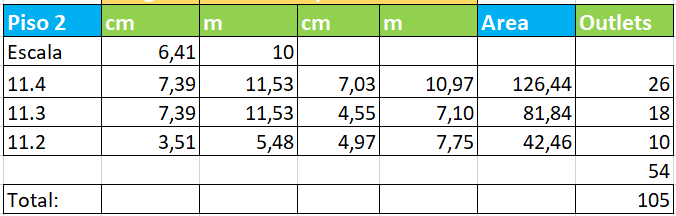 Piso 2 cm m cm m Area Outlets
Escala 6,41 10
11.4 7,39 11,53 7,03 10,97 126,44 26
11.3 7,39 11,53 4,55 7,10 81,84 18
11.2 3,51 5,48 4,97 7,75 42,46 10
54
Total: 105